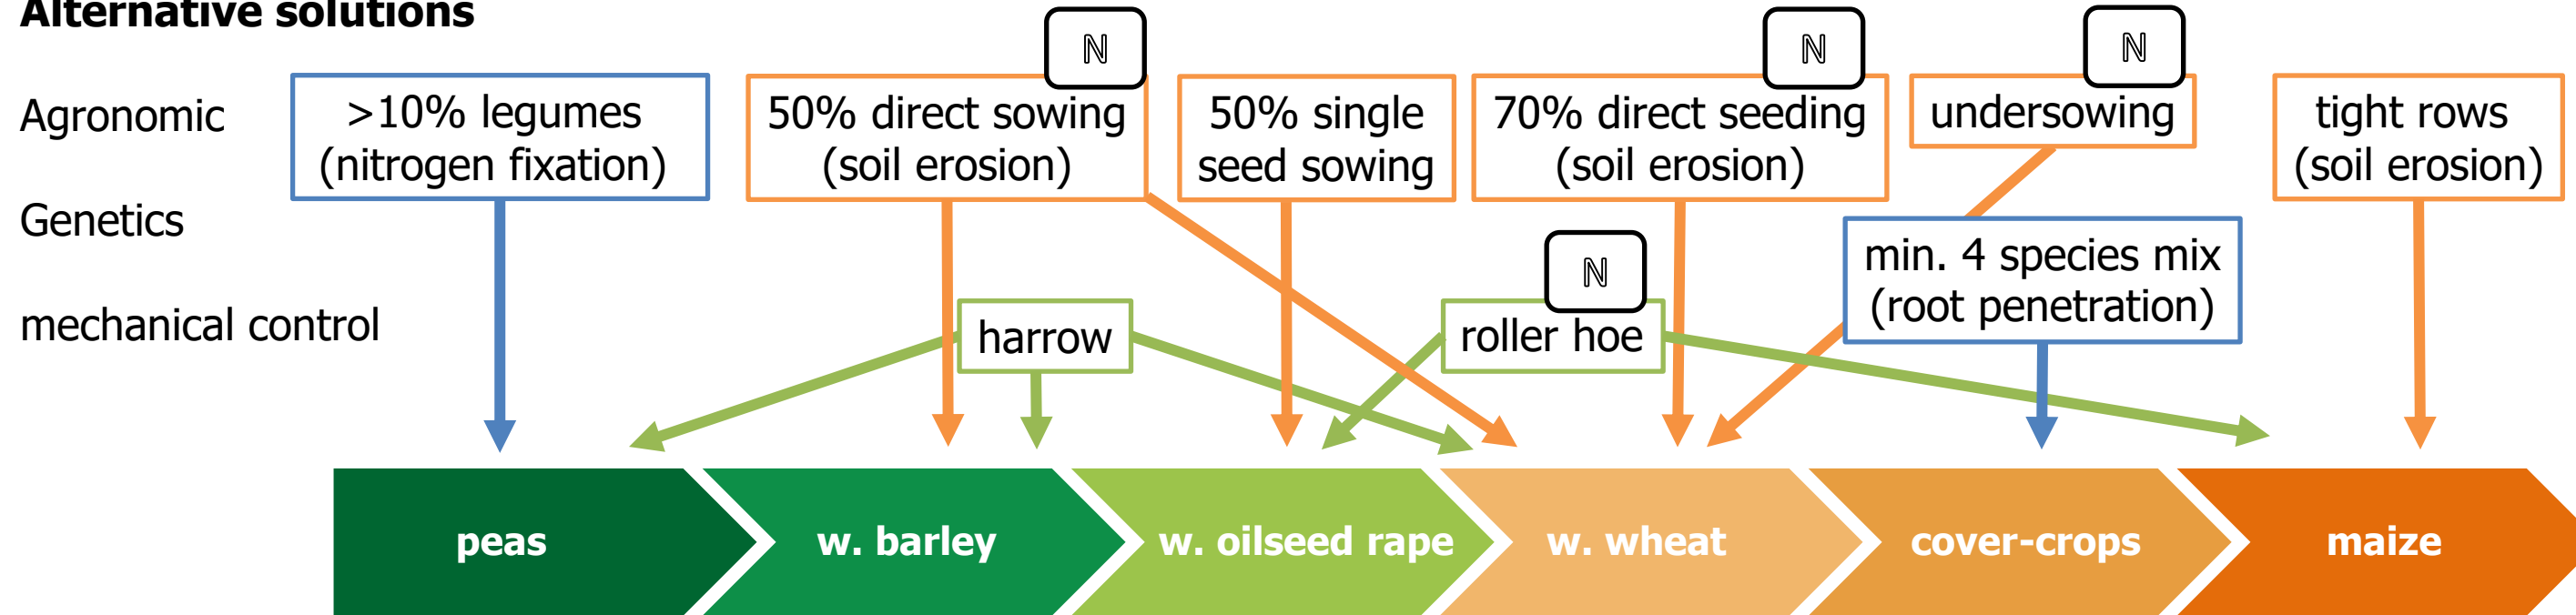 Alternative solutions
ℕ
ℕ
ℕ
Agronomic
>10% legumes
(nitrogen fixation)
50% direct sowing
(soil erosion)
50% single
seed sowing
70% direct seeding
(soil erosion)
undersowing
tight rows
(soil erosion)
Genetics
ℕ
min. 4 species mix
(root penetration)
mechanical control
harrow
roller hoe
peas
w. barley
w. oilseed rape
w. wheat
cover-crops
maize